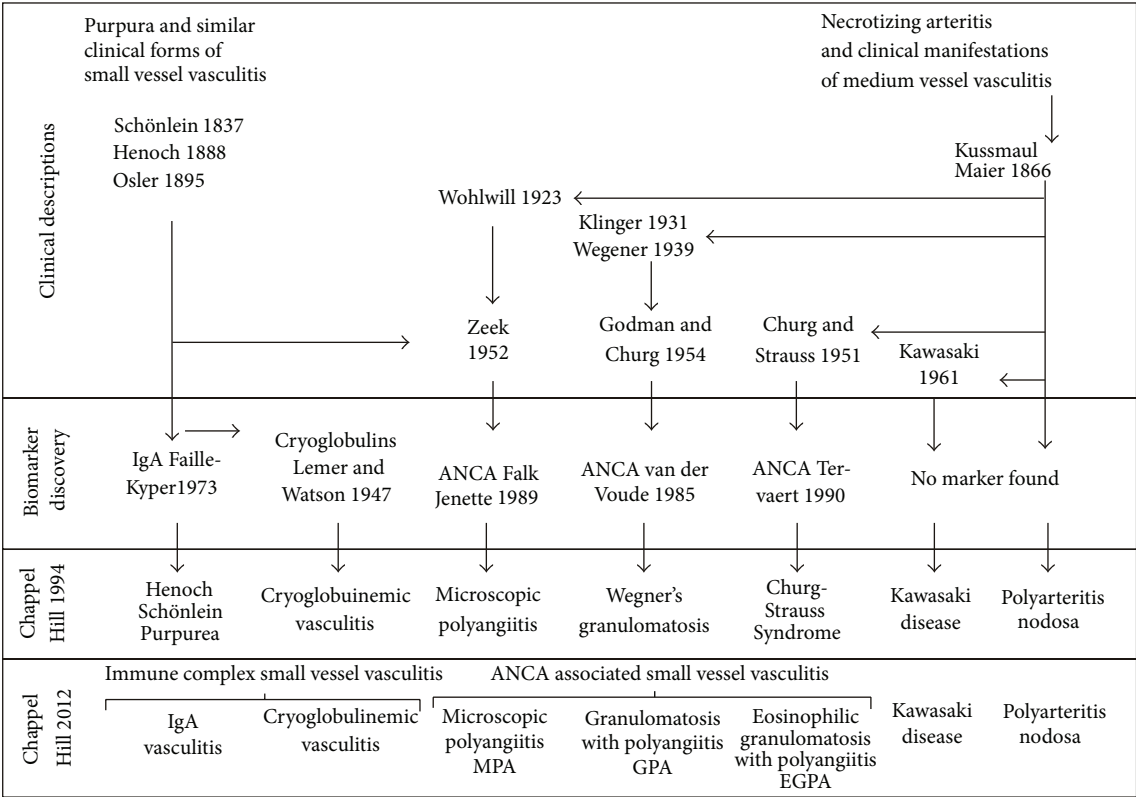 Purpura and similar
clinical forms of
small vessel vasculitis
Necrotizing arteritis
and clinical manifestations
of medium vessel vasculitis
Clinical descriptions
Schönlein 1837
Henoch 1888
Osler 1895
Kussmaul
Maier 1866
Wohlwill 1923
Klinger 1931
Wegener 1939
Zeek
1952
Godman and
Churg 1954
Churg and
Strauss 1951
Kawasaki
1961
Biomarker
discovery
IgA Faille-
Kyper1973
Cryoglobulins
Lemer and
Watson 1947
ANCA Falk
Jenette 1989
ANCA van der
Voude 1985
ANCA Ter-
vaert 1990
No marker found
Chappel
Hill 1994
Henoch
Schönlein
Purpurea
Cryoglobuinemic
vasculitis
Microscopic
polyangiitis
Wegner's
granulomatosis
Churg-
Strauss
Syndrome
Kawasaki
disease
Polyarteritis
nodosa
Chappel
Hill 2012
Immune complex small vessel vasculitis
ANCA associated small vessel vasculitis
IgA
vasculitis
Cryoglobulinemic
vasculitis
Microscopic
polyangiitis
MPA
Granulomatosis
with polyangiitis
GPA
Eosinophilic
granulomatosis
with polyangiitis
EGPA
Kawasaki
disease
Polyarteritis
nodosa